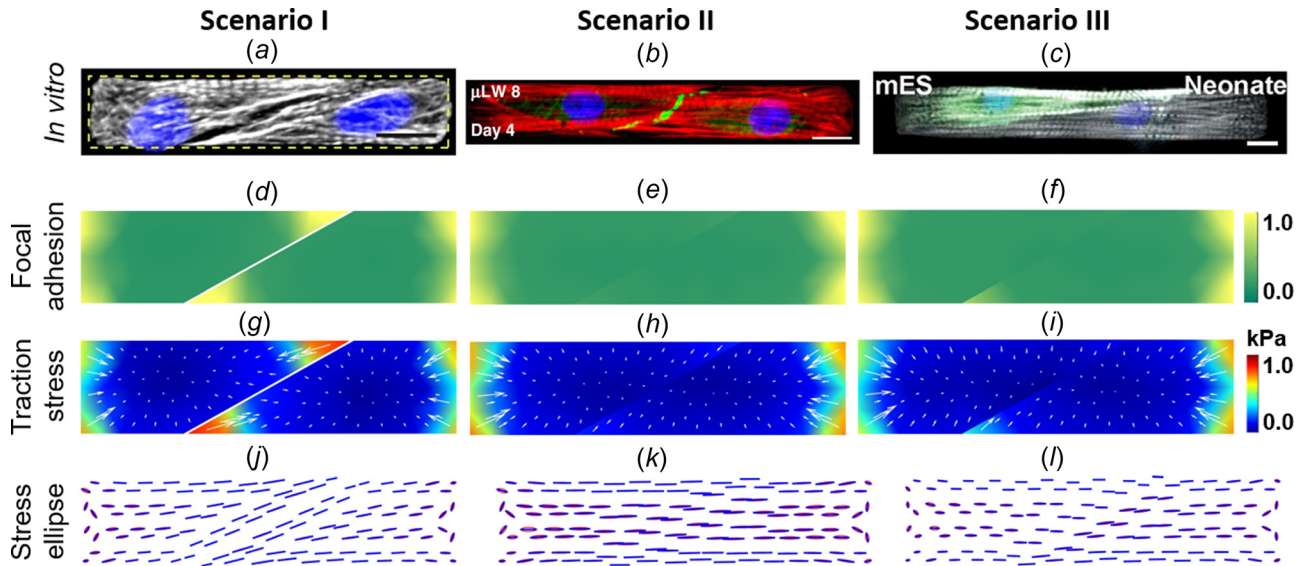 Scenario I Scenario II Scenario III
(a) (b) (c)
In vitro
μLW 8
Day 4
mES Neonate
(d) (e) (f)
Focal adhesion
1.0
0.0
(g) (h) (i)
Traction stress
kPa
1.0
0.0
(j) (k) (l)
Stress ellipse